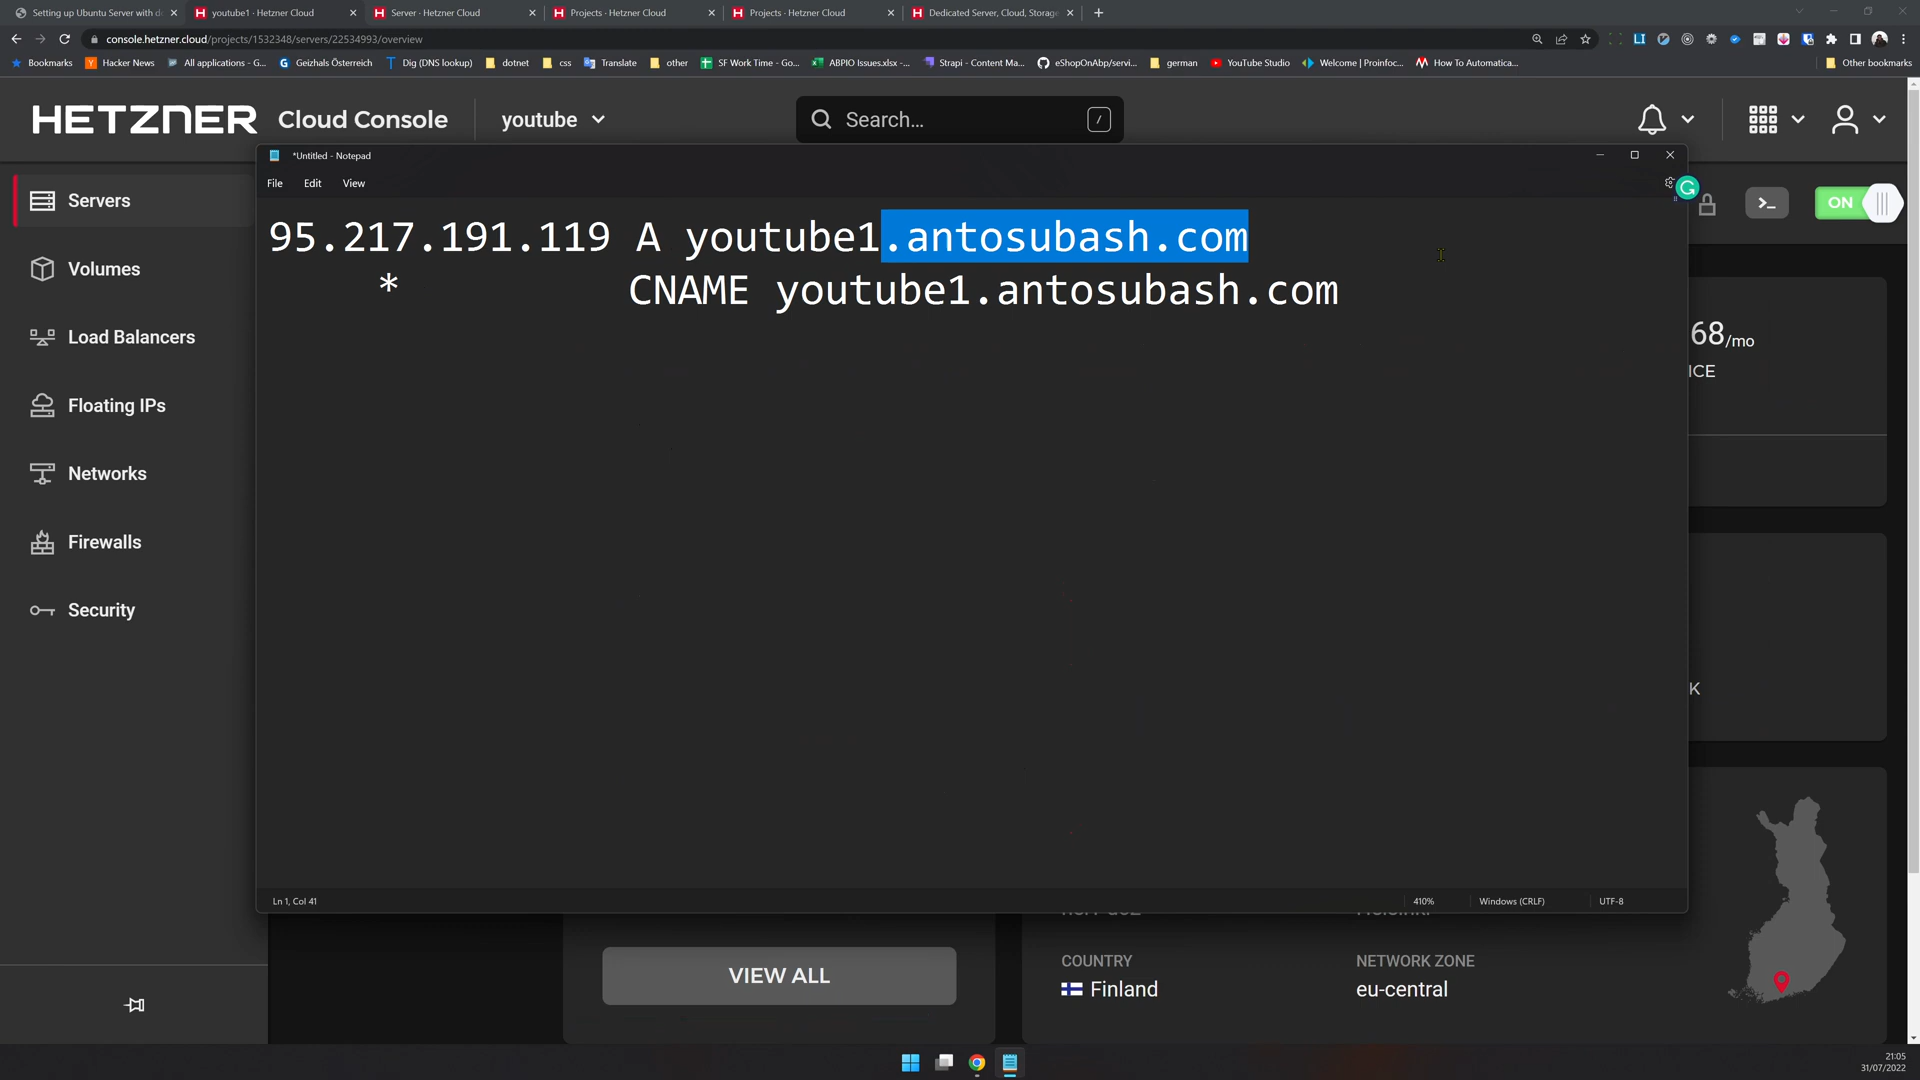 Setting up Ubuntu Server with d
youtube1 · Hetzner Cloud
Server · Hetzner Cloud
Projects · Hetzner Cloud
Projects · Hetzner Cloud
Dedicated Server, Cloud, Storage
console.hetzner.cloud/projects/1532348/servers/22534993/overview
Bookmarks
Hacker News
All applications - G...
Geizhals Österreich
Dig (DNS lookup)
dotnet
css
Translate
other
SF Work Time - Go...
ABPIO Issues.xlsx -...
Strapi - Content Ma...
eShopOnAbp/servi...
german
YouTube Studio
Welcome | Proinfoc...
How To Automatica...
Other bookmarks
HETZNER Cloud Console
youtube
Search…
/
*Untitled - Notepad
File Edit View
95.217.191.119 A youtube1.antosubash.com
* CNAME youtube1.antosubash.com
Ln 1, Col 41
410%
Windows (CRLF)
UTF-8
Servers
Volumes
Load Balancers
Floating IPs
Networks
Firewalls
Security
ON
68/mo
ICE
K
VIEW ALL
COUNTRY
Finland
NETWORK ZONE
eu-central
21:05
31/07/2022